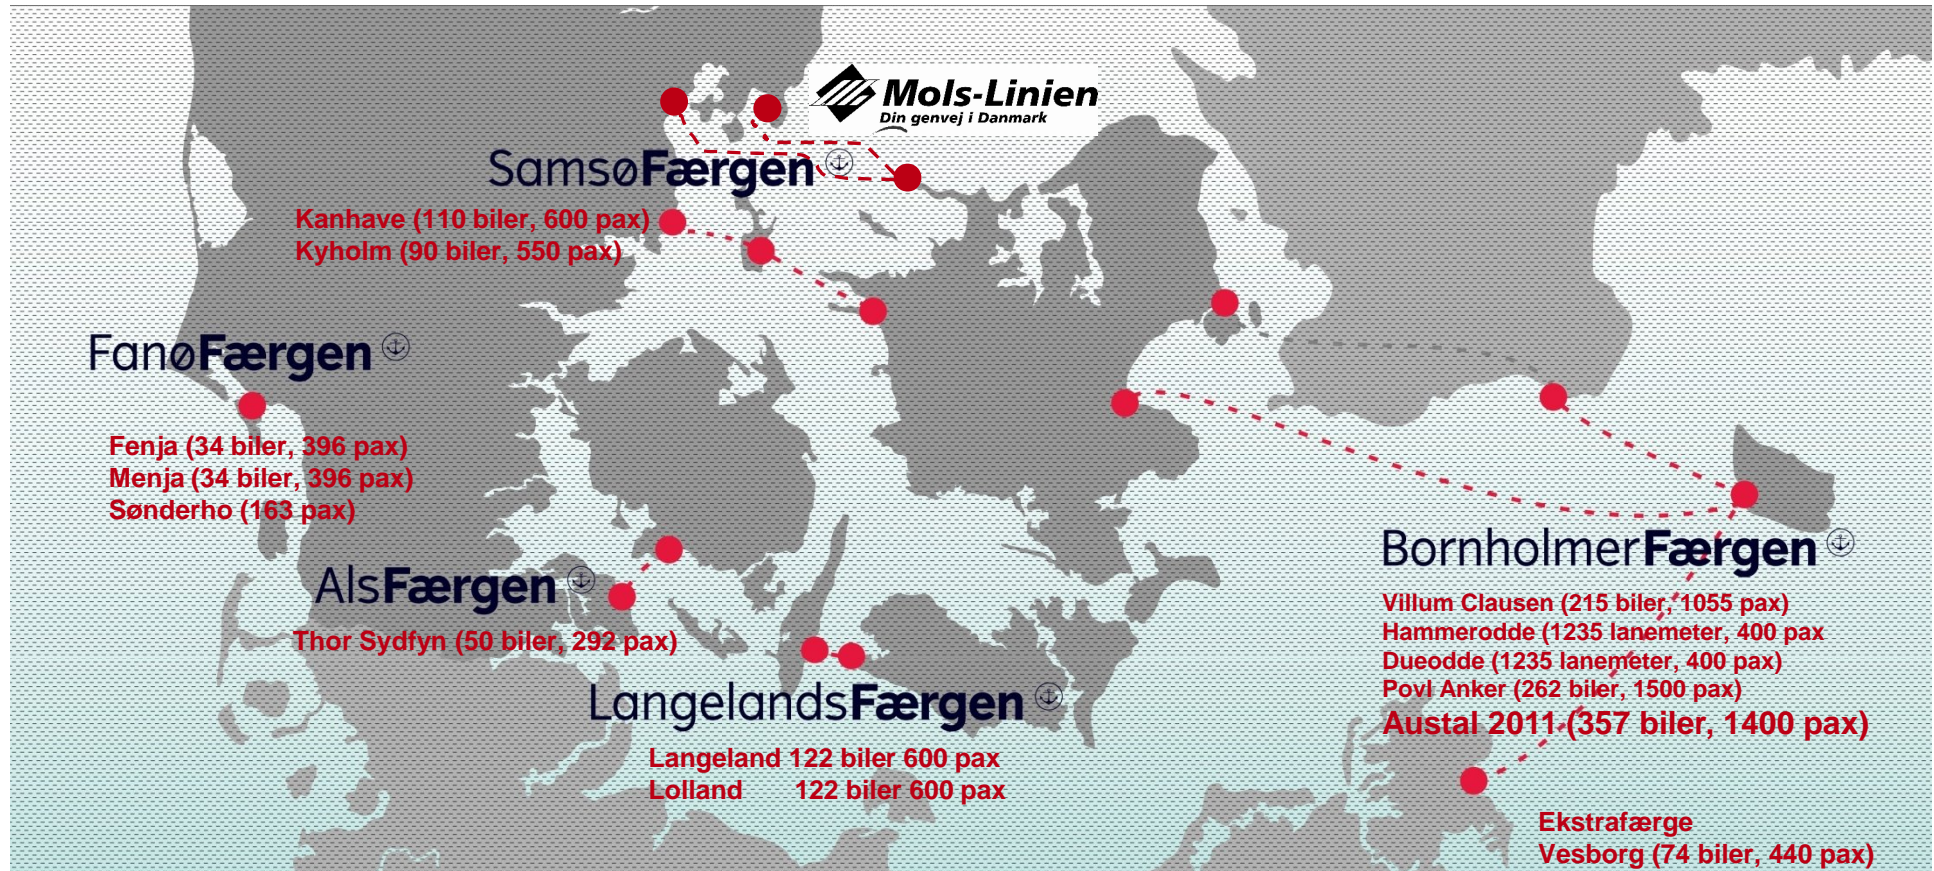 Mols-Linien
Din genvej i Danmark
SamsøFærgen
Kanhave (110 biler, 600 pax)
Kyholm (90 biler, 550 pax)
FanøFærgen
Fenja (34 biler, 396 pax)
Menja (34 biler, 396 pax)
Sønderho (163 pax)
AlsFærgen
Thor Sydfyn (50 biler, 292 pax)
LangelandsFærgen
Langeland 122 biler 600 pax
Lolland 122 biler 600 pax
BornholmerFærgen
Villum Clausen (215 biler, 1055 pax)
Hammerodde (1235 lanemeter, 400 pax
Dueodde (1235 lanemeter, 400 pax)
Povl Anker (262 biler, 1500 pax)
Austal 2011 (357 biler, 1400 pax)
Ekstrafærge
Vesborg (74 biler, 440 pax)